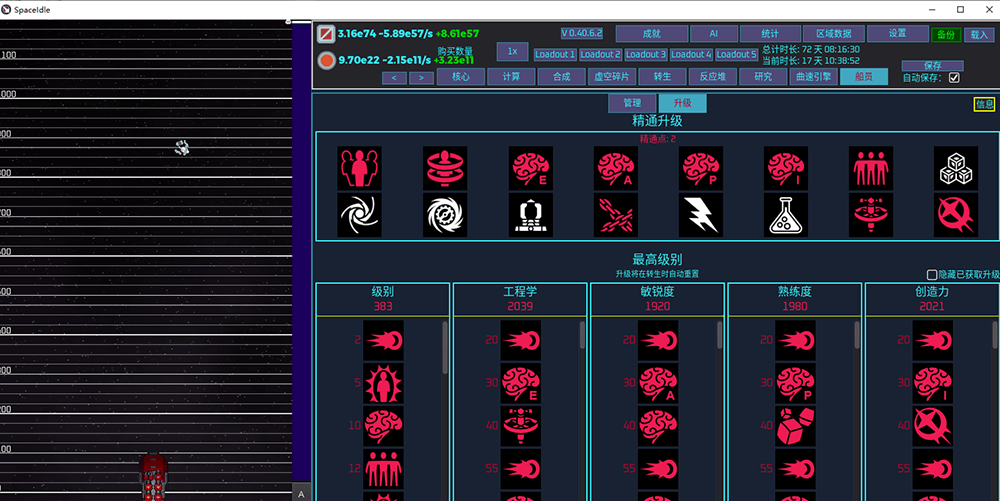 SpaceIdle
3.16e74 -5.89e57/s +8.61e57
9.70e22 -2.15e11/s +3.23e11
购买数量
1x
V 0.40.6.2
成就
AI
统计
区域数据
设置
备份
载入
Loadout 1
Loadout 2
Loadout 3
Loadout 4
Loadout 5
总计时长: 72 天 08:16:30
当前时长: 17 天 10:38:52
保存
自动保存:
<
>
核心
计算
合成
虚空碎片
转生
反应堆
研究
曲速引擎
船员
管理
升级
信息
精通升级
精通点: 2
E
A
P
I
最高级别
升级将在转生时自动重置
隐藏已获取升级
级别
383
工程学
2039
敏锐度
1920
熟练度
1980
创造力
2021
2
20
20
20
20
5
30
E
30
A
30
P
30
I
10
40
40
40
40
12
55
55
55
55
100
000
800
700
600
500
400
300
200
100
0
A